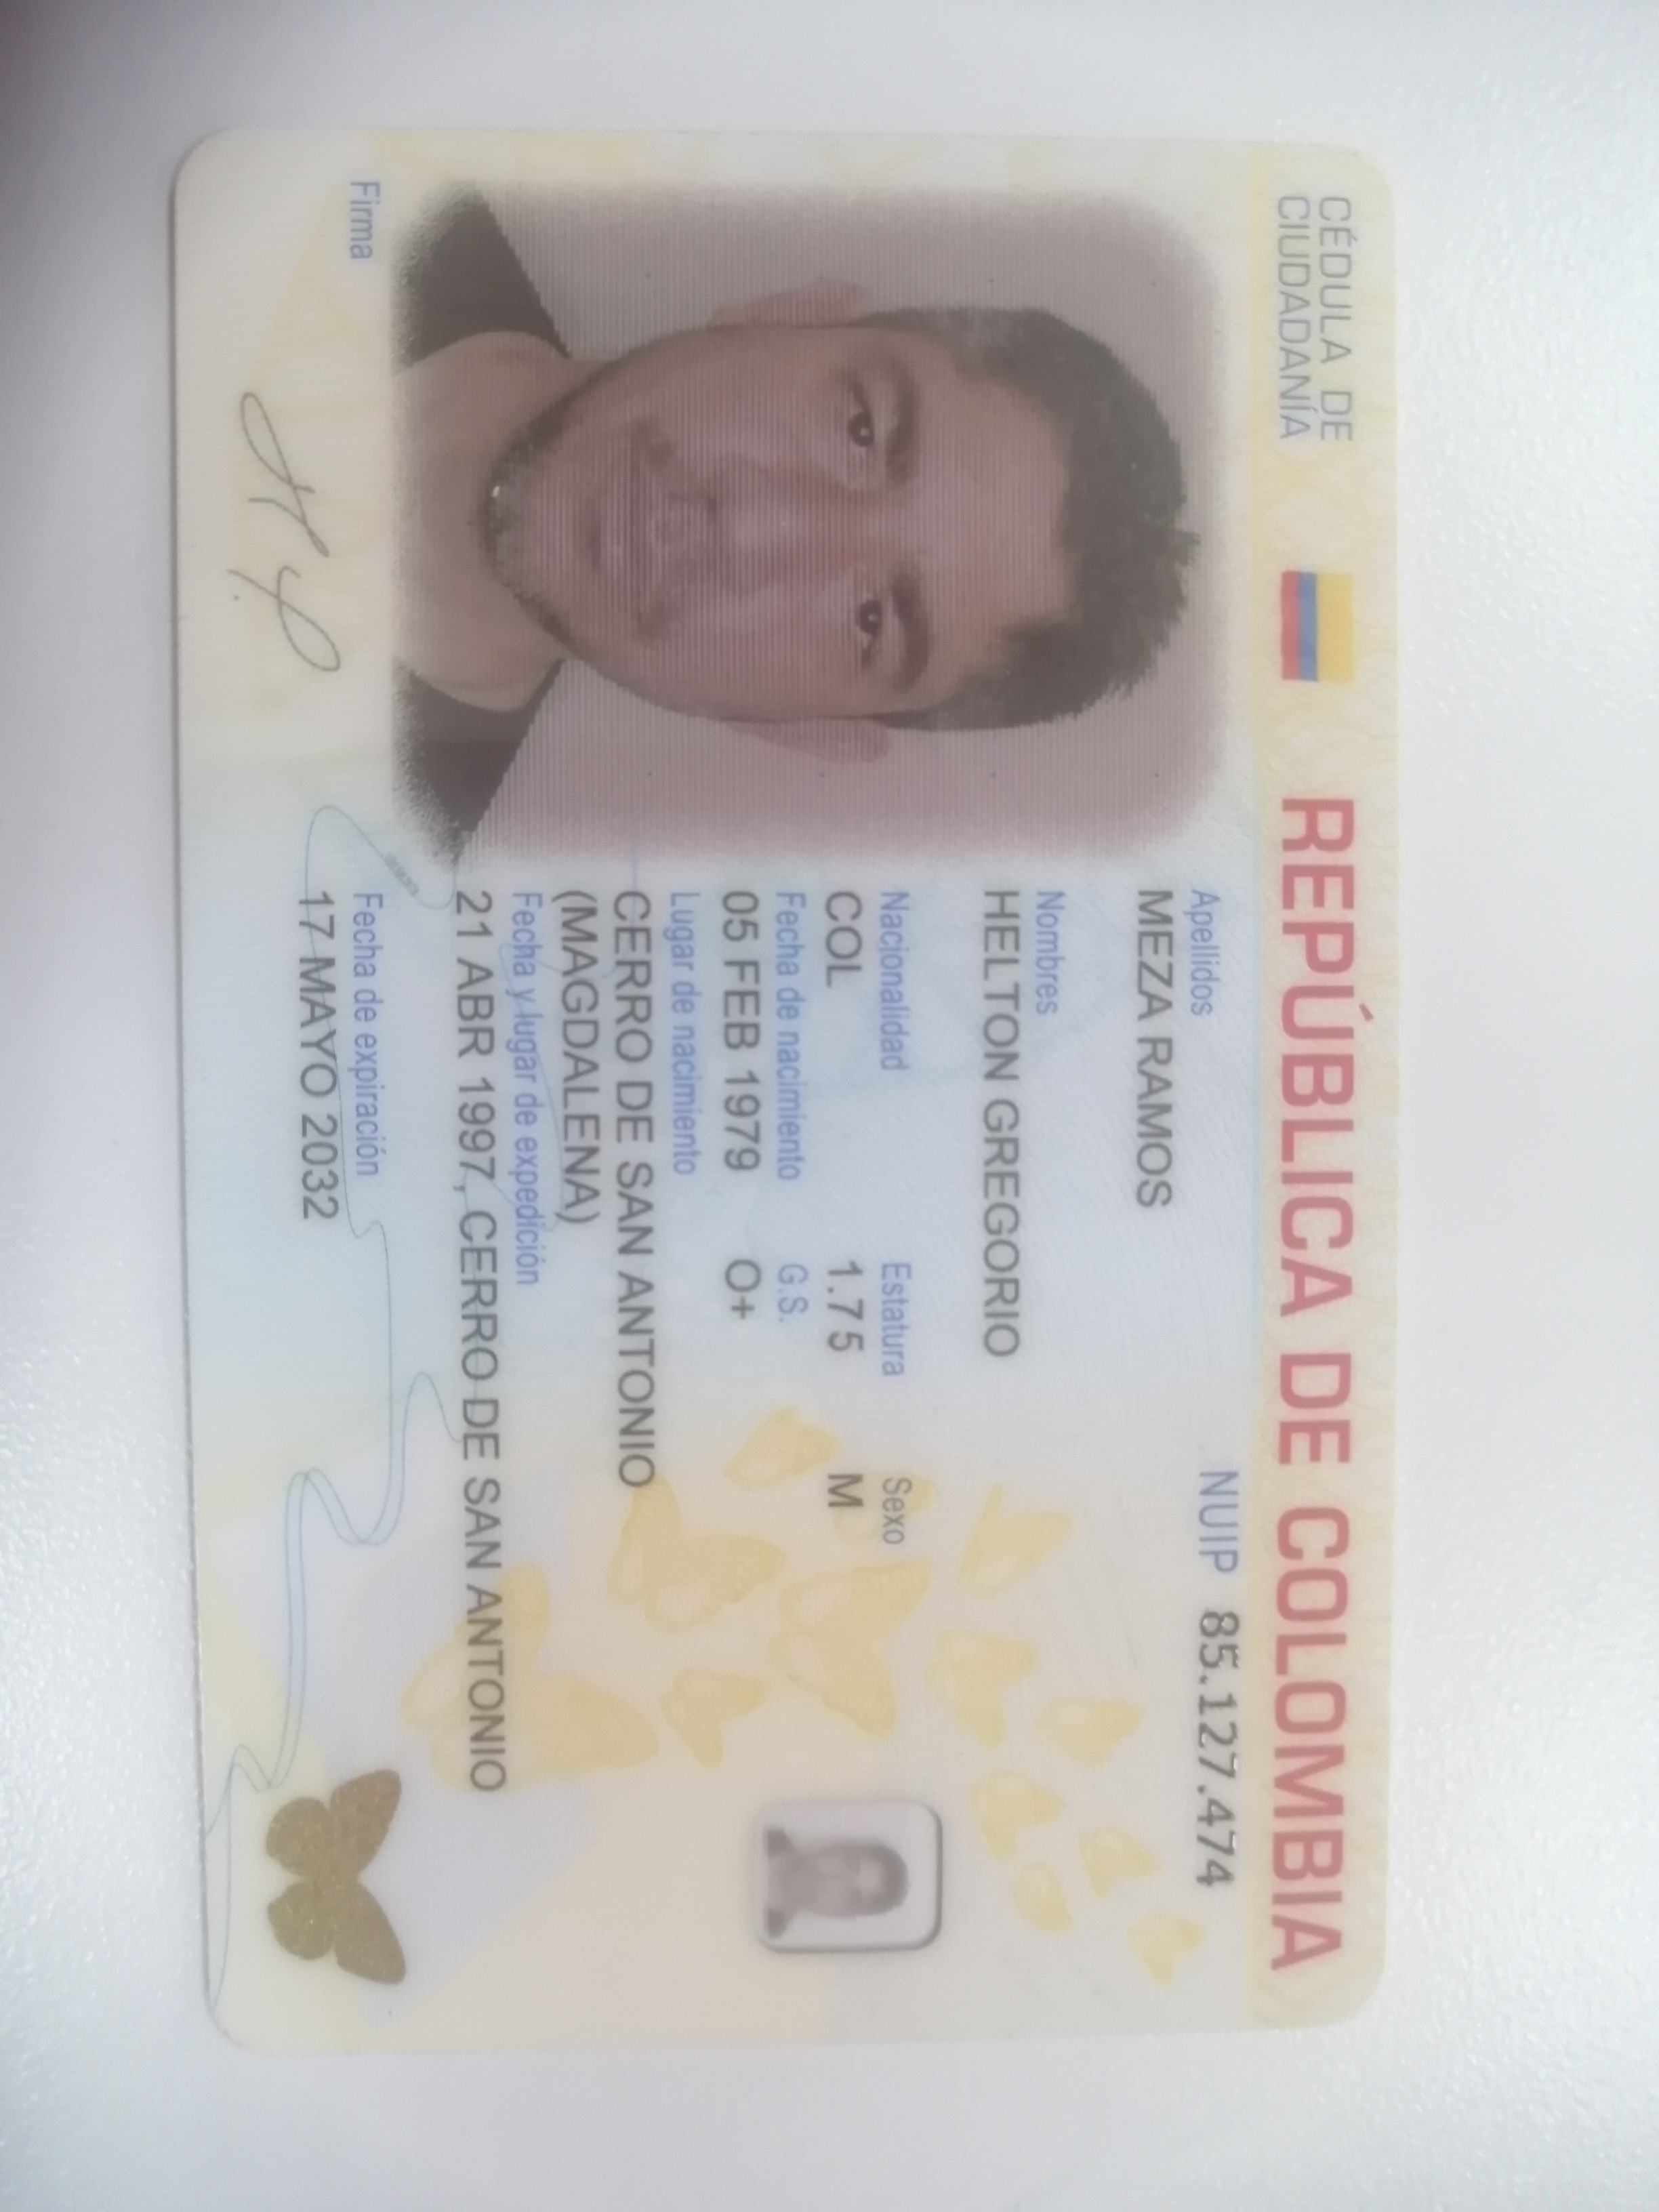 CÉDULA DE
CIUDADANÍA
REPÚBLICA DE COLOMBIA
NUIP 85.127.474
Apellidos
MEZA RAMOS
Nombres
HELTON GREGORIO
Nacionalidad Estatura Sexo
COL 1.75 M
Fecha de nacimiento G.S.
05 FEB 1979 O+
Lugar de nacimiento
CERRO DE SAN ANTONIO
(MAGDALENA)
Fecha y lugar de expedición
21 ABR 1997, CERRO DE SAN ANTONIO
Fecha de expiración
17 MAYO 2032
Firma